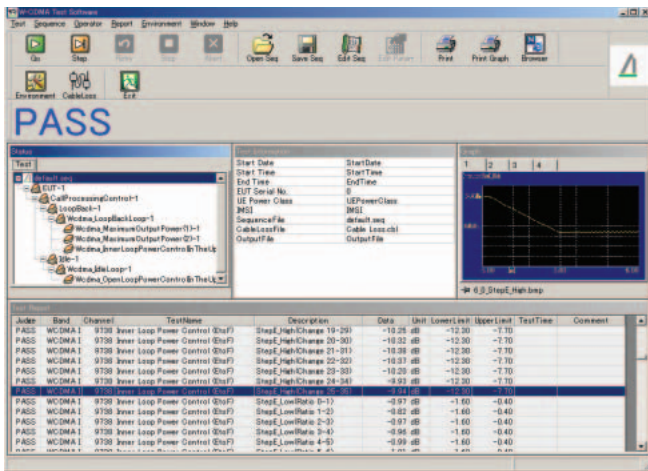 W-CDMA Test Software
Test Sequence Operator Report Environment Window Help
Go Step Open Seq Save Seq Edit Seq Print Print Graph Browser
Environment CableLoss Exit
PASS
Status
Test
default.seq
EUT-1
CallProcessingControl-1
LoopBack-1
Wcdma_LoopBackLoop-1
Wcdma_MaximumOutputPower(1)-1
Wcdma_MaximumOutputPower(2)-1
Wcdma_InnerLoopPowerControlInTheUp
Idle-1
Wcdma_IdleLoop-1
Wcdma_OpenLoopPowerControlInTheU
Test Information
Start Date StartDate
Start Time StartTime
End Time EndTime
EUT Serial No. 0
UE Power Class UEPowerClass
IMSI IMSI
SequenceFile default.seq
CableLossFile Cable Loss.cbl
OutputFile OutputFile
Graph
1 2 3 4
6_0_StepE_High.bmp
Test Report
Judge Band Channel TestName Description Data Unit LowerLimit UpperLimit TestTime Comment
PASS WCDMA I 9738 Inner Loop Power Control (EtoF) StepE_High(Change 19-29) -10.25 dB -12.30 -7.70
PASS WCDMA I 9738 Inner Loop Power Control (EtoF) StepE_High(Change 20-30) -10.32 dB -12.30 -7.70
PASS WCDMA I 9738 Inner Loop Power Control (EtoF) StepE_High(Change 21-31) -10.38 dB -12.30 -7.70
PASS WCDMA I 9738 Inner Loop Power Control (EtoF) StepE_High(Change 22-32) -10.37 dB -12.30 -7.70
PASS WCDMA I 9738 Inner Loop Power Control (EtoF) StepE_High(Change 23-33) -10.20 dB -12.30 -7.70
PASS WCDMA I 9738 Inner Loop Power Control (EtoF) StepE_High(Change 24-34) -9.93 dB -12.30 -7.70
PASS WCDMA I 9738 Inner Loop Power Control (EtoF) StepE_High(Change 25-35) -9.94 dB -12.30 -7.70
PASS WCDMA I 9738 Inner Loop Power Control (EtoF) StepE_Low(Ratio 0-1) -0.97 dB -1.60 -0.40
PASS WCDMA I 9738 Inner Loop Power Control (EtoF) StepE_Low(Ratio 1-2) -0.82 dB -1.60 -0.40
PASS WCDMA I 9738 Inner Loop Power Control (EtoF) StepE_Low(Ratio 2-3) -0.97 dB -1.60 -0.40
PASS WCDMA I 9738 Inner Loop Power Control (EtoF) StepE_Low(Ratio 3-4) -0.96 dB -1.60 -0.40
PASS WCDMA I 9738 Inner Loop Power Control (EtoF) StepE_Low(Ratio 4-5) -0.99 dB -1.60 -0.40